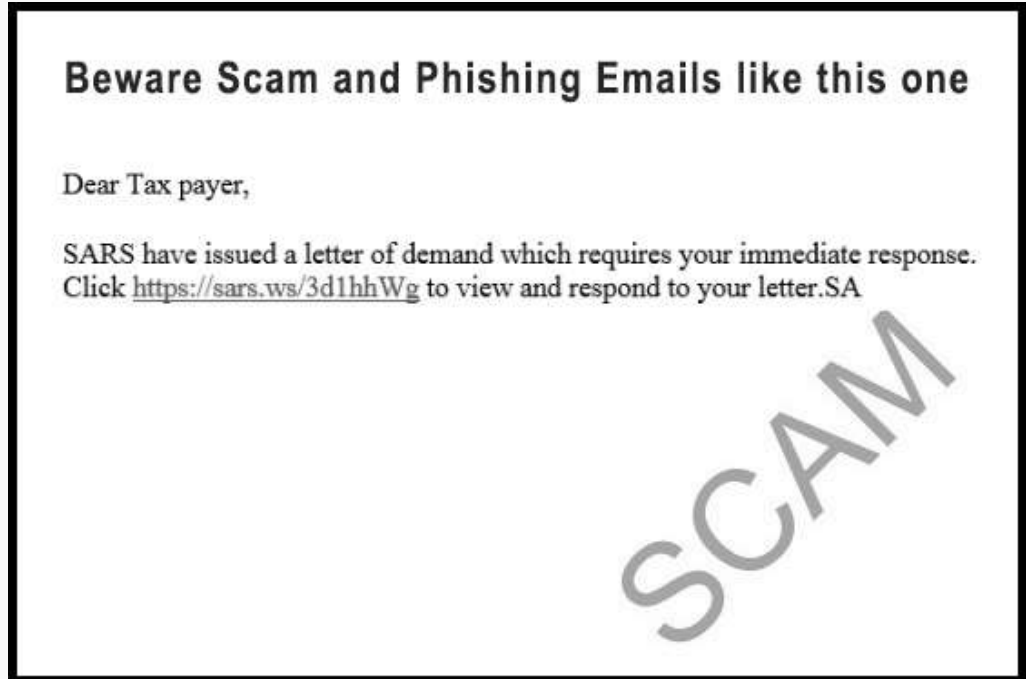 Beware Scam and Phishing Emails like this one
Dear Tax payer,
SARS have issued a letter of demand which requires your immediate response.
Click https://sars.ws/3d1hhWg to view and respond to your letter.SA
SCAM